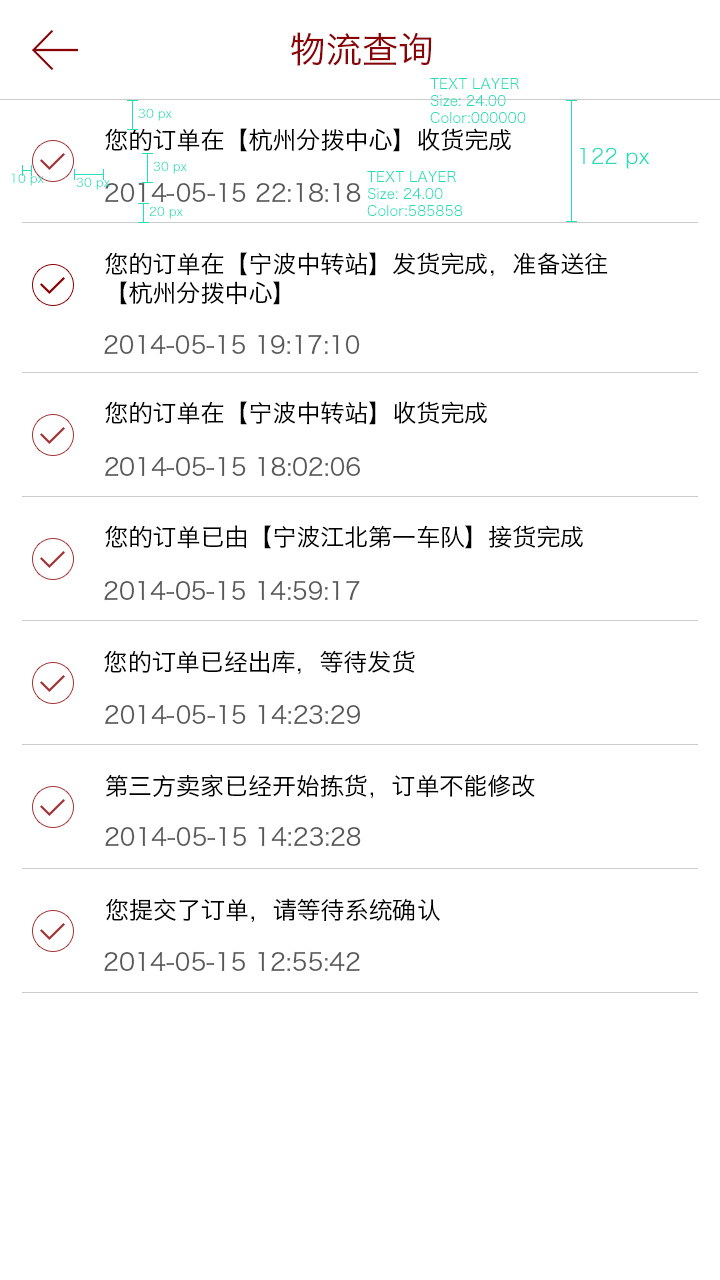 物流查询
TEXT LAYER
Size: 24.00
Color:000000
30 px
您的订单在【杭州分拨中心】收货完成
122 px
30 px
10 px
30 px
TEXT LAYER
Size: 24.00
Color:585858
2014-05-15 22:18:18
20 px
您的订单在【宁波中转站】发货完成，准备送往
【杭州分拨中心】
2014-05-15 19:17:10
您的订单在【宁波中转站】收货完成
2014-05-15 18:02:06
您的订单已由【宁波江北第一车队】接货完成
2014-05-15 14:59:17
您的订单已经出库，等待发货
2014-05-15 14:23:29
第三方卖家已经开始拣货，订单不能修改
2014-05-15 14:23:28
您提交了订单，请等待系统确认
2014-05-15 12:55:42